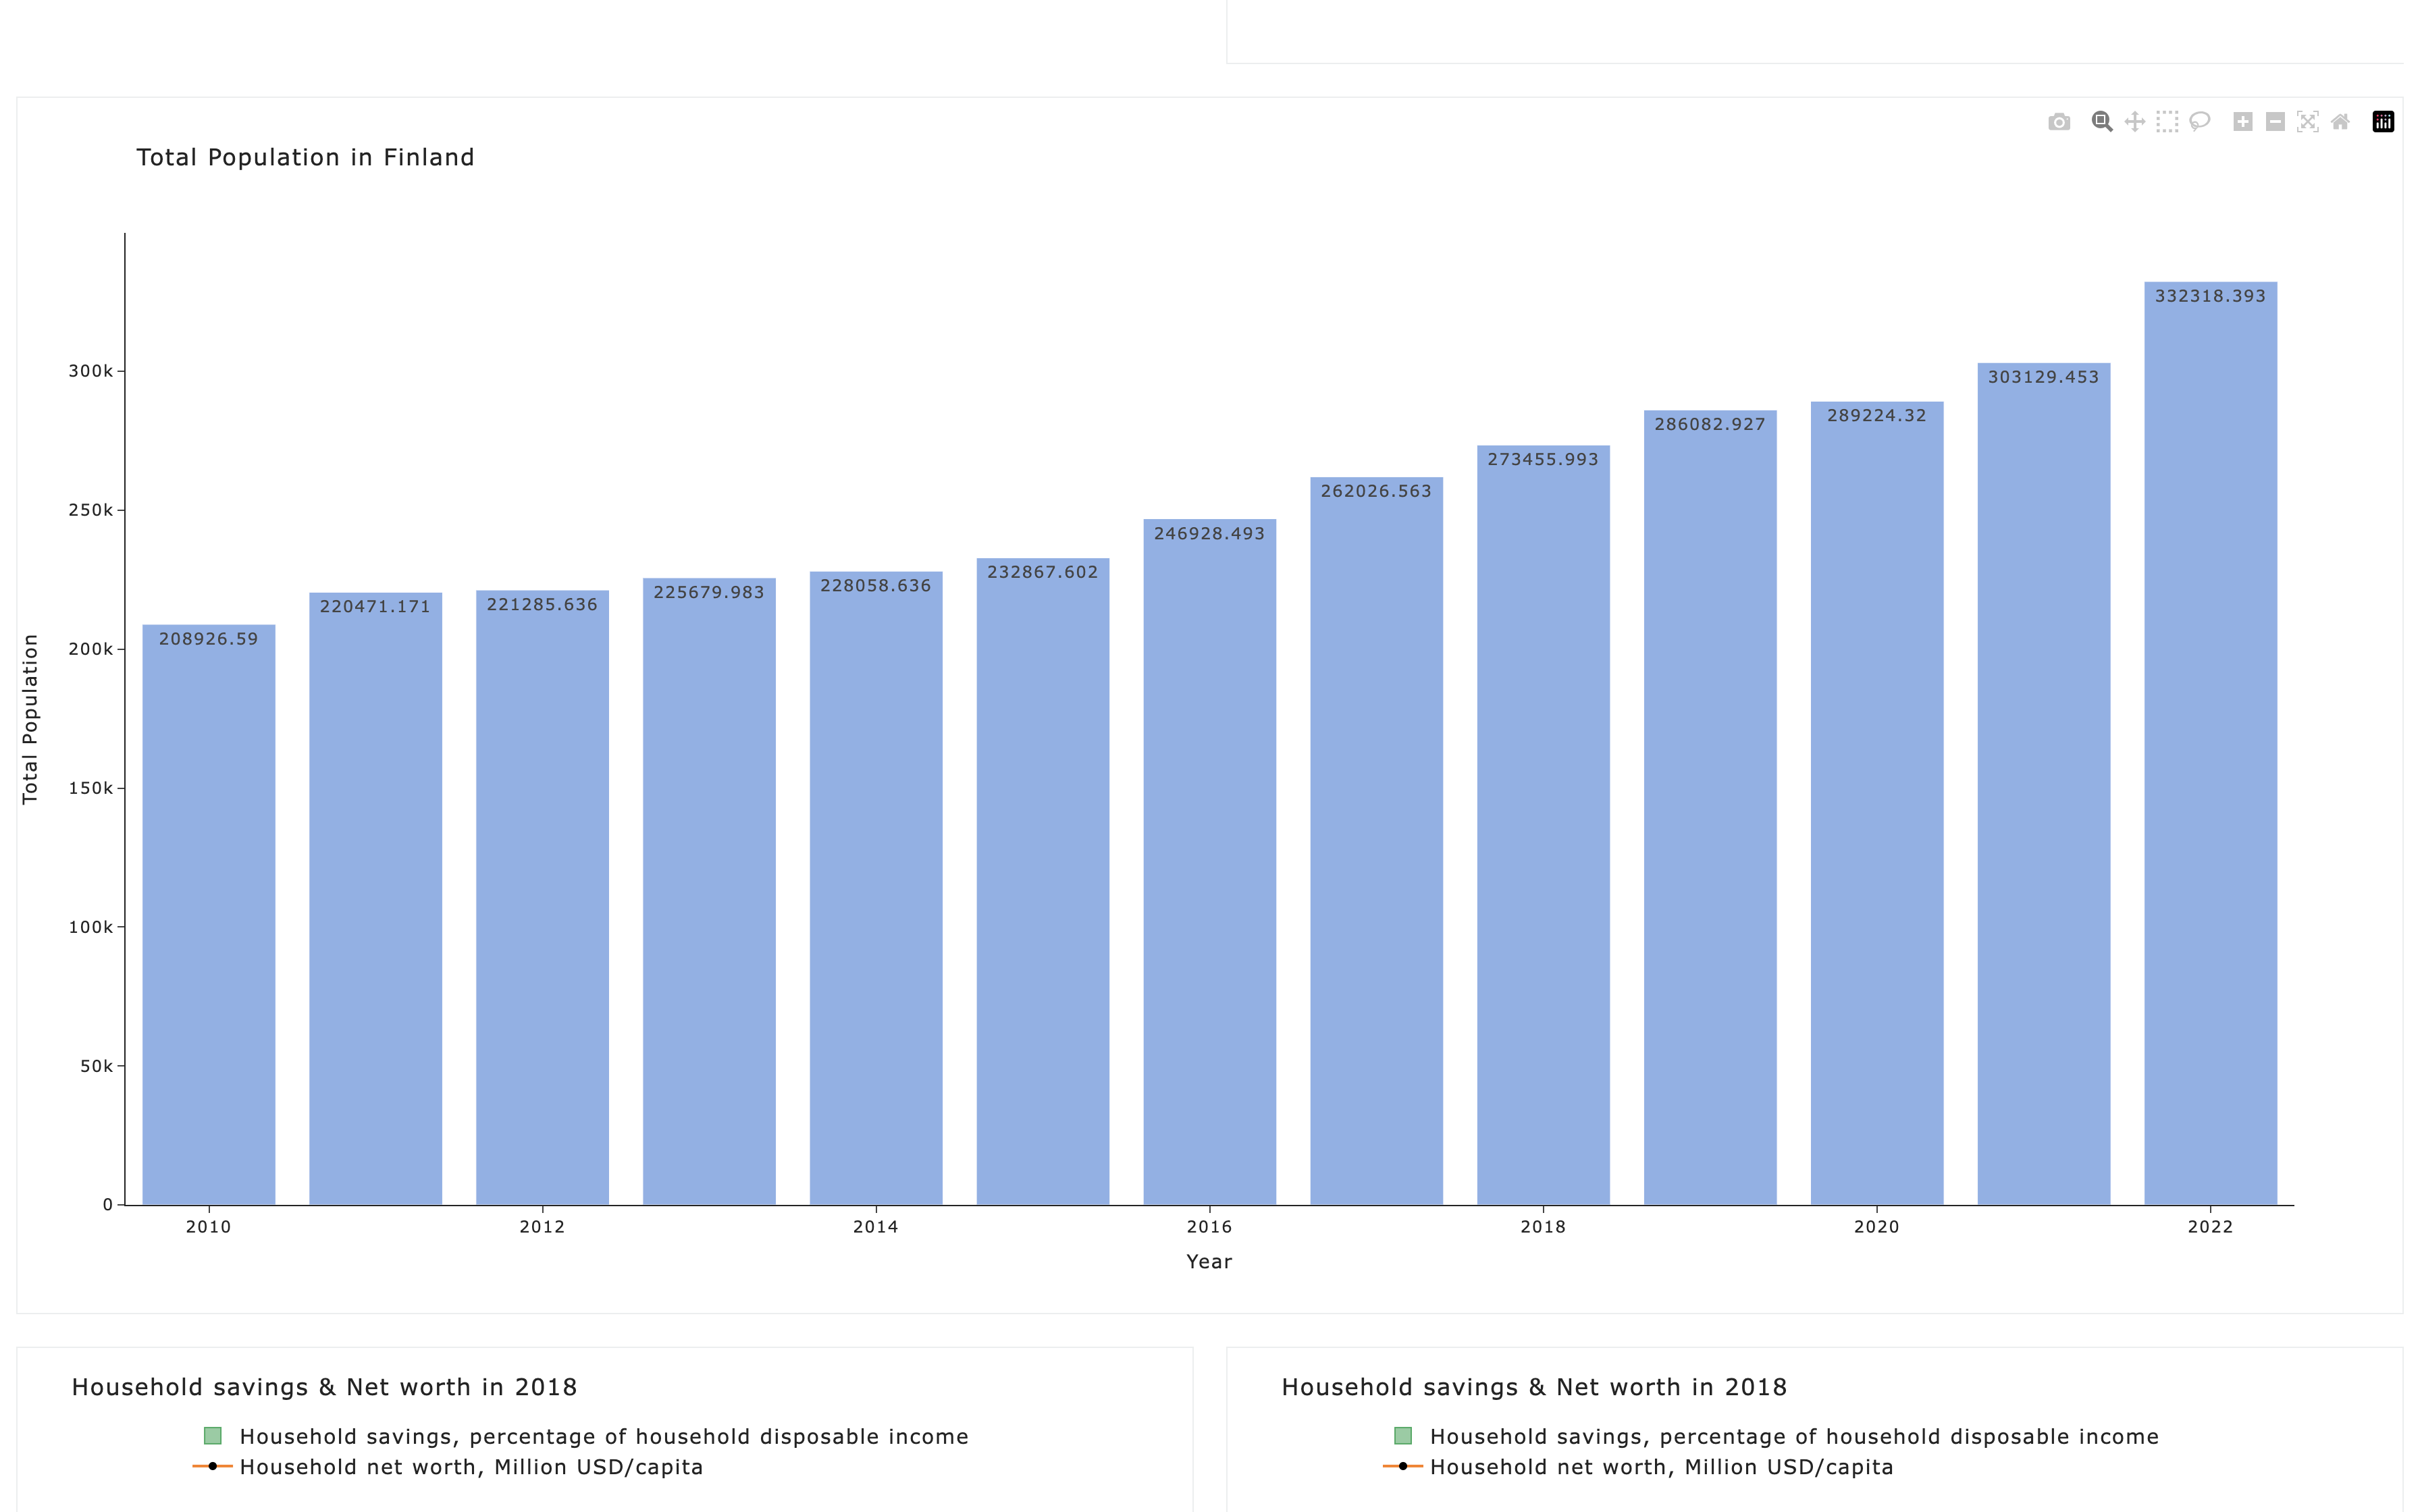 Total Population in Finland
332318.393
303129.453
289224.32
286082.927
273455.993
262026.563
246928.493
232867.602
228058.636
225679.983
221285.636
220471.171
208926.59
300k
250k
200k
150k
100k
50k
0
Total Population
2010 2012 2014 2016 2018 2020 2022
Year
Household savings & Net worth in 2018
Household savings, percentage of household disposable income
Household net worth, Million USD/capita
Household savings & Net worth in 2018
Household savings, percentage of household disposable income
Household net worth, Million USD/capita